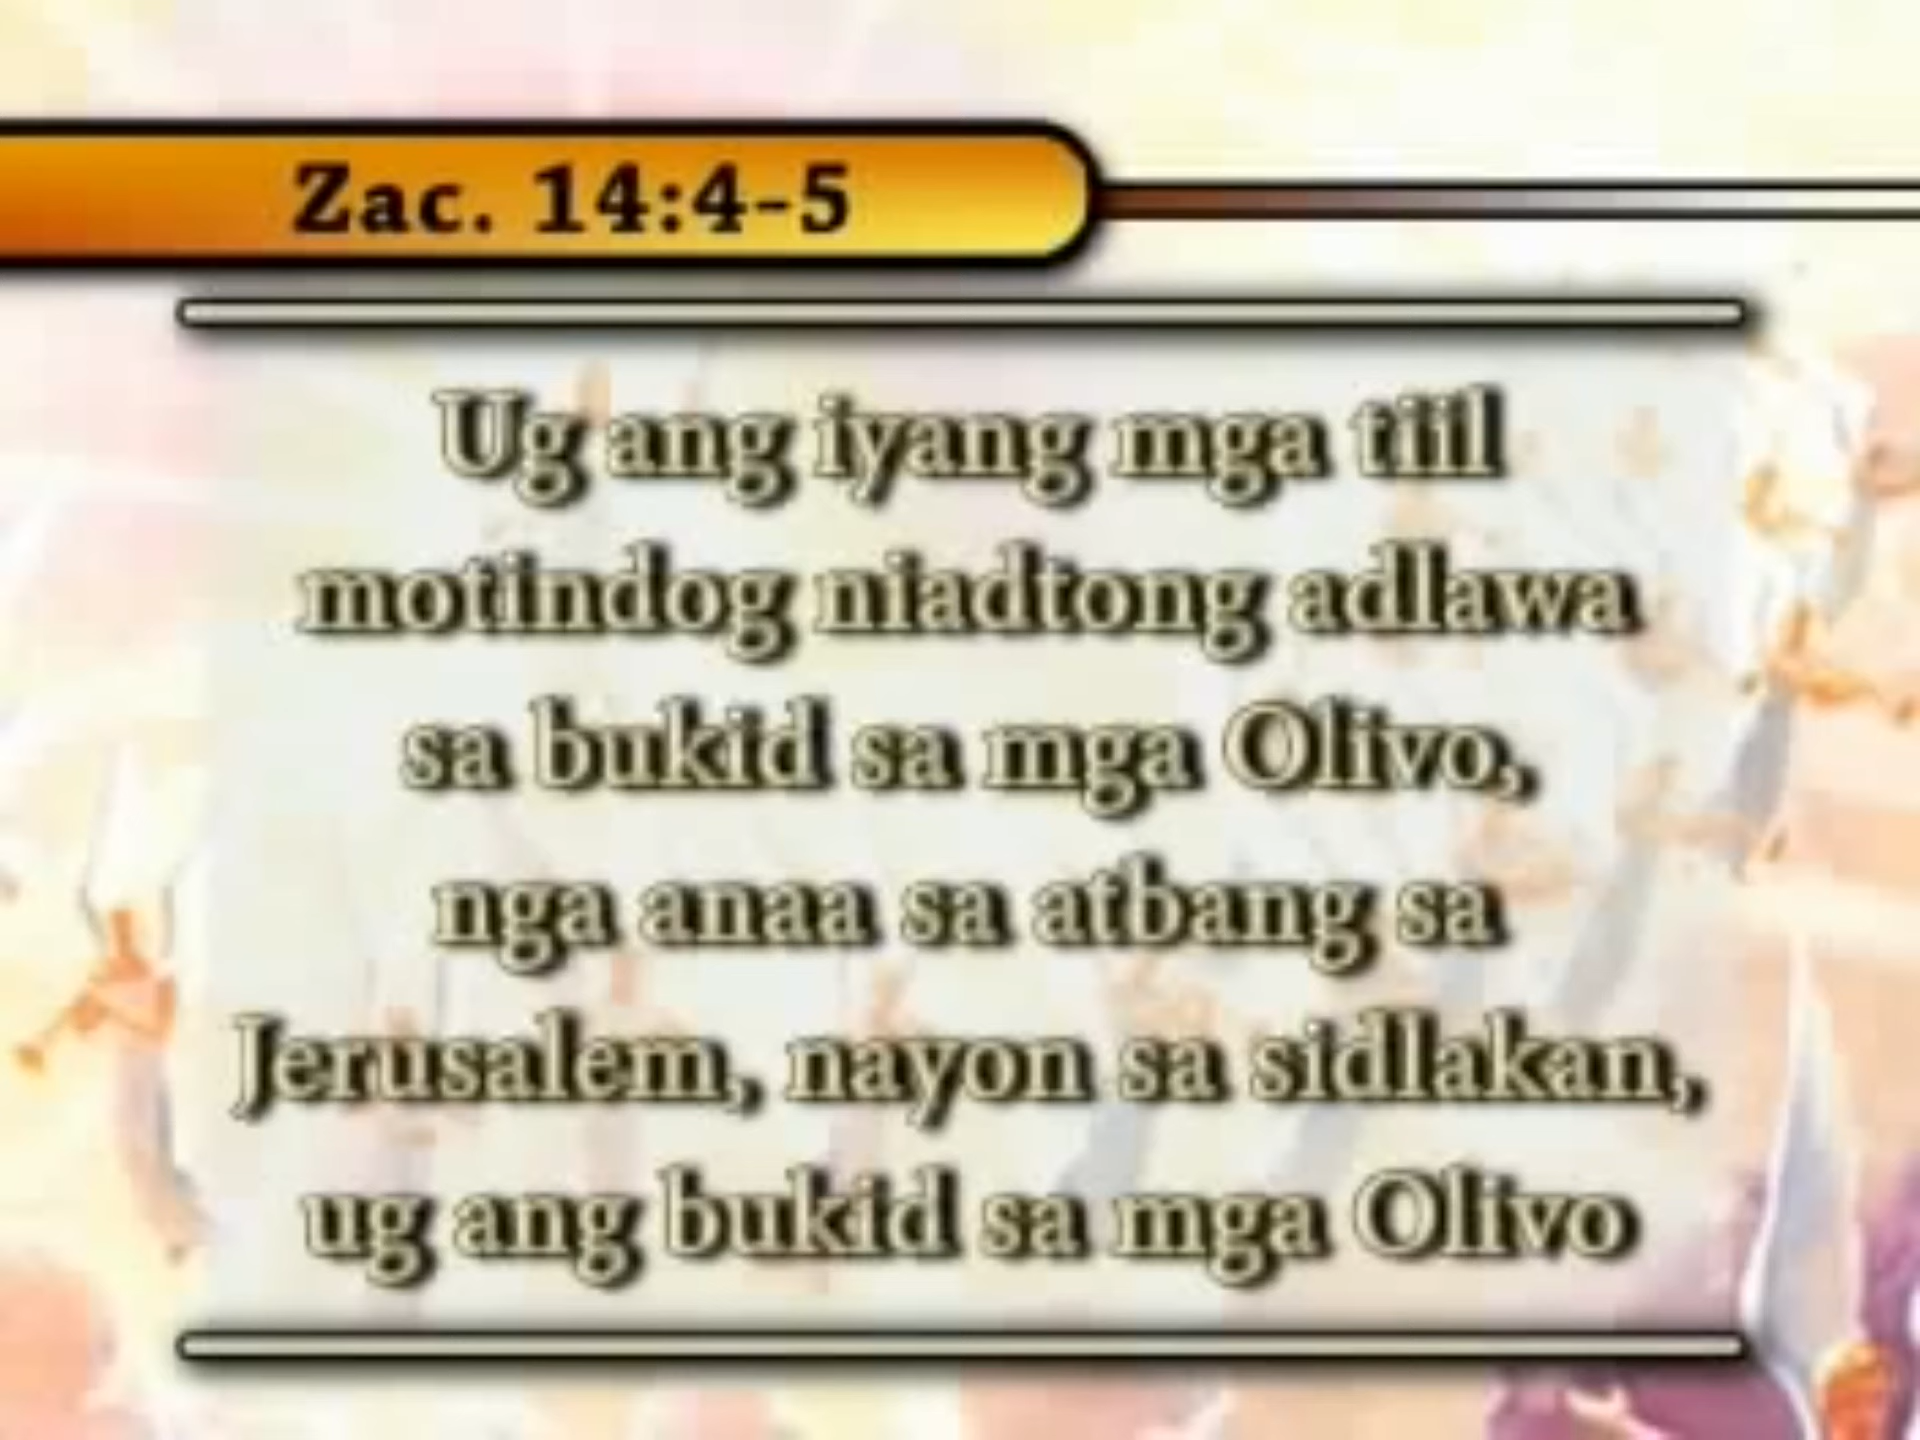 Zac. 14:4-5
Ug ang iyang mga tiil
motindog niadtong adlawa
sa bukid sa mga Olivo,
nga anaa sa atbang sa
Jerusalem, nayon sa sidlakan,
ug ang bukid sa mga Olivo